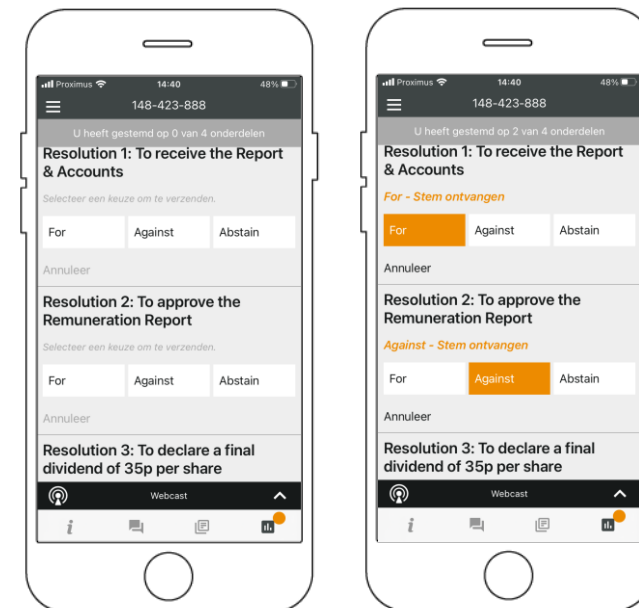 Proximus 14:40 48%
148-423-888
U heeft gestemd op 0 van 4 onderdelen
Resolution 1: To receive the Report
& Accounts
Selecteer een keuze om te verzenden.
For Against Abstain
Annuleer
Resolution 2: To approve the
Remuneration Report
Selecteer een keuze om te verzenden.
For Against Abstain
Annuleer
Resolution 3: To declare a final
dividend of 35p per share
Webcast
Proximus 14:40 48%
148-423-888
U heeft gestemd op 2 van 4 onderdelen
Resolution 1: To receive the Report
& Accounts
For - Stem ontvangen
For Against Abstain
Annuleer
Resolution 2: To approve the
Remuneration Report
Against - Stem ontvangen
For Against Abstain
Annuleer
Resolution 3: To declare a final
dividend of 35p per share
Webcast